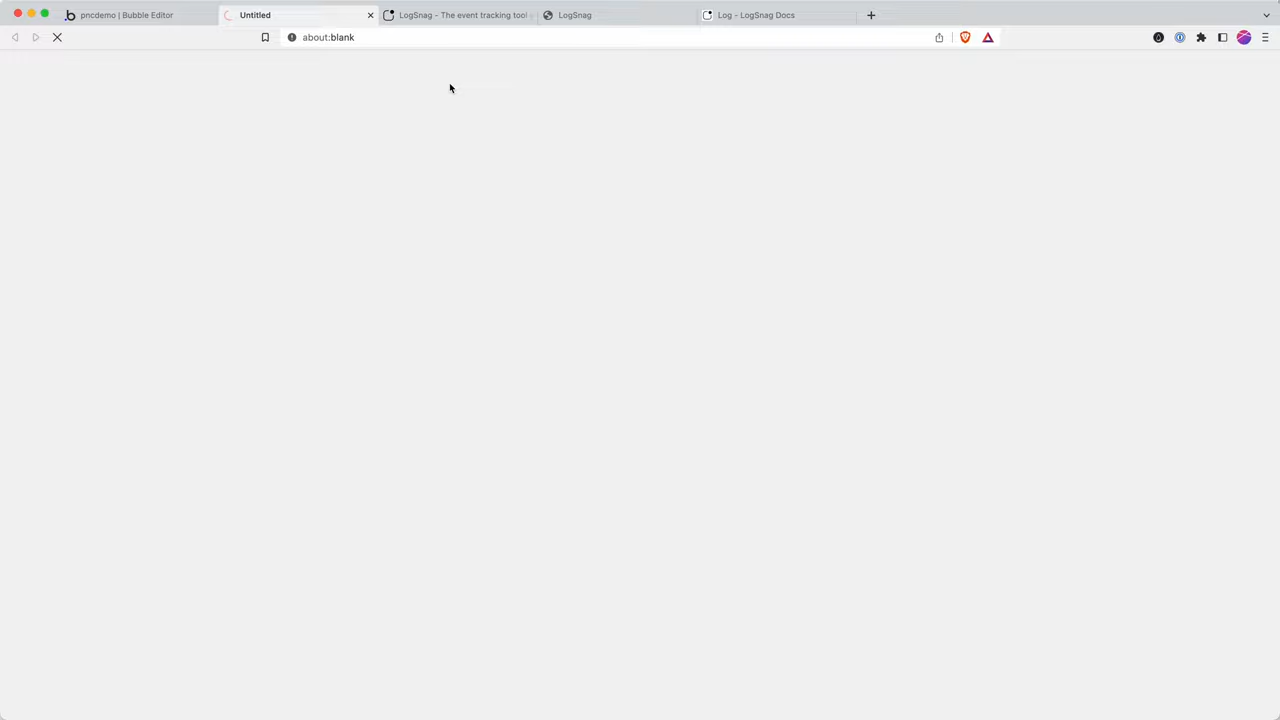 pncdemo | Bubble Editor
Untitled
LogSnag - The event tracking tool
LogSnag
Log - LogSnag Docs
about:blank